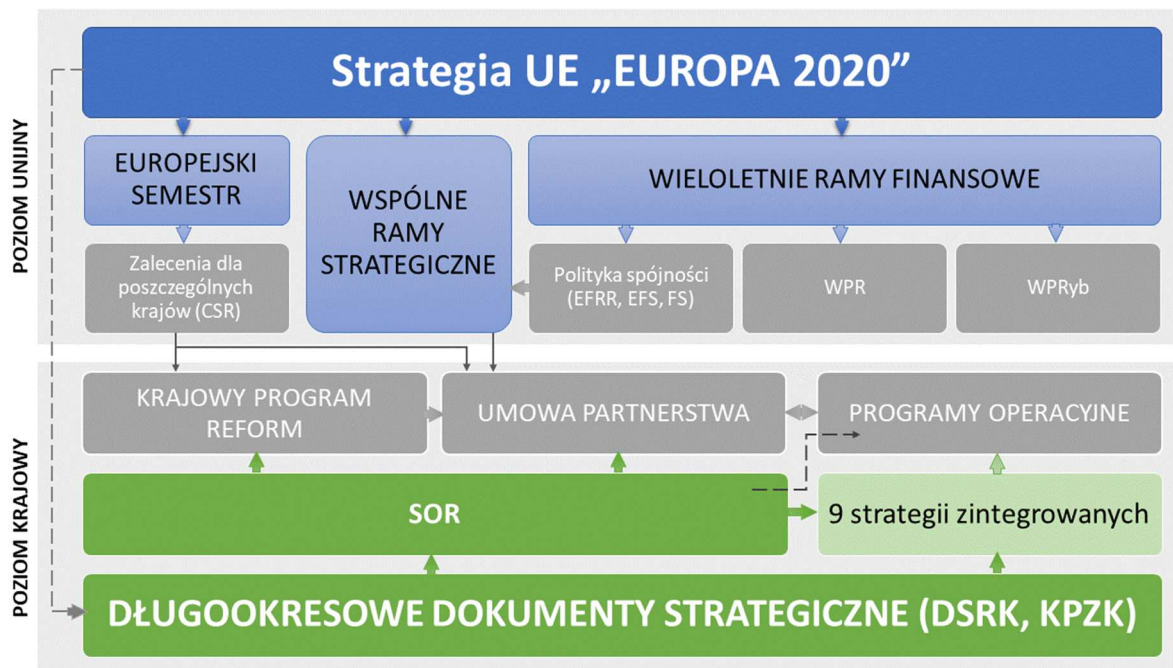 POZIOM UNIJNY
Strategia UE „EUROPA 2020”
EUROPEJSKI
SEMESTR
WSPÓLNE
RAMY
STRATEGICZNE
WIELOLETNIE RAMY FINANSOWE
Zalecenia dla
poszczególnych
krajów (CSR)
Polityka spójności
(EFRR, EFS, FS)
WPR
WPRyb
POZIOM KRAJOWY
KRAJOWY PROGRAM
REFORM
UMOWA PARTNERSTWA
PROGRAMY OPERACYJNE
SOR
9 strategii zintegrowanych
DŁUGOOKRESOWE DOKUMENTY STRATEGICZNE (DSRK, KPZK)